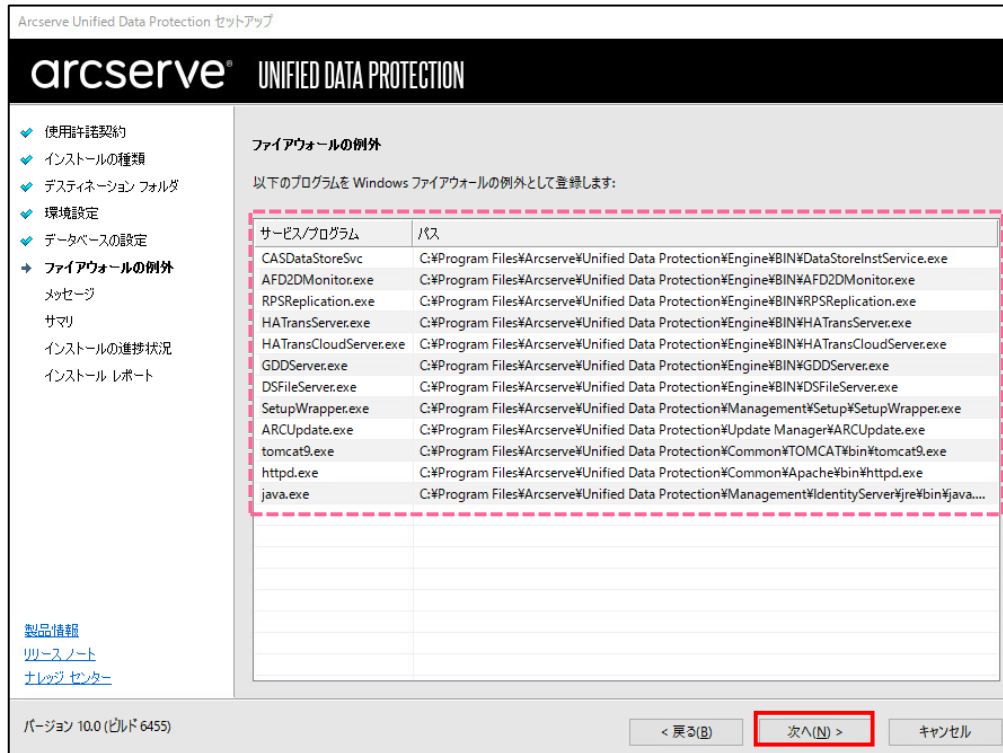 Arcserve Unified Data Protection セットアップ
arcserve® UNIFIED DATA PROTECTION
使用許諾契約
インストールの種類
デスティネーション フォルダ
環境設定
データベースの設定
ファイアウォールの例外
メッセージ
サマリ
インストールの進捗状況
インストール レポート
製品情報
リリース ノート
ナレッジ センター
ファイアウォールの例外
以下のプログラムを Windows ファイアウォールの例外として登録します:
サービス/プログラム パス
CASDataStoreSvc C:¥Program Files¥Arcserve¥Unified Data Protection¥Engine¥BIN¥DataStoreInstService.exe
AFD2DMonitor.exe C:¥Program Files¥Arcserve¥Unified Data Protection¥Engine¥BIN¥AFD2DMonitor.exe
RPSReplication.exe C:¥Program Files¥Arcserve¥Unified Data Protection¥Engine¥BIN¥RPSReplication.exe
HATransServer.exe C:¥Program Files¥Arcserve¥Unified Data Protection¥Engine¥BIN¥HATransServer.exe
HATransCloudServer.exe C:¥Program Files¥Arcserve¥Unified Data Protection¥Engine¥BIN¥HATransCloudServer.exe
GDDServer.exe C:¥Program Files¥Arcserve¥Unified Data Protection¥Engine¥BIN¥GDDServer.exe
DSFileServer.exe C:¥Program Files¥Arcserve¥Unified Data Protection¥Engine¥BIN¥DSFileServer.exe
SetupWrapper.exe C:¥Program Files¥Arcserve¥Unified Data Protection¥Management¥Setup¥SetupWrapper.exe
ARCUpdate.exe C:¥Program Files¥Arcserve¥Unified Data Protection¥Update Manager¥ARCUpdate.exe
tomcat9.exe C:¥Program Files¥Arcserve¥Unified Data Protection¥Common¥TOMCAT¥bin¥tomcat9.exe
httpd.exe C:¥Program Files¥Arcserve¥Unified Data Protection¥Common¥Apache¥bin¥httpd.exe
java.exe C:¥Program Files¥Arcserve¥Unified Data Protection¥Management¥IdentityServer¥jre¥bin¥java....
バージョン 10.0 (ビルド 6455)
< 戻る(B) 次へ(N) > キャンセル